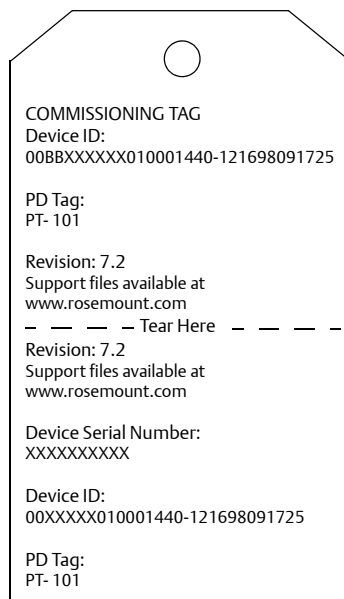 COMMISSIONING TAG
Device ID:
00BBXXXXXX010001440-121698091725
PD Tag:
PT- 101
Revision: 7.2
Support files available at
www.rosemount.com
Tear Here
Revision: 7.2
Support files available at
www.rosemount.com
Device Serial Number:
XXXXXXXXXX
Device ID:
00XXXXX010001440-121698091725
PD Tag:
PT- 101